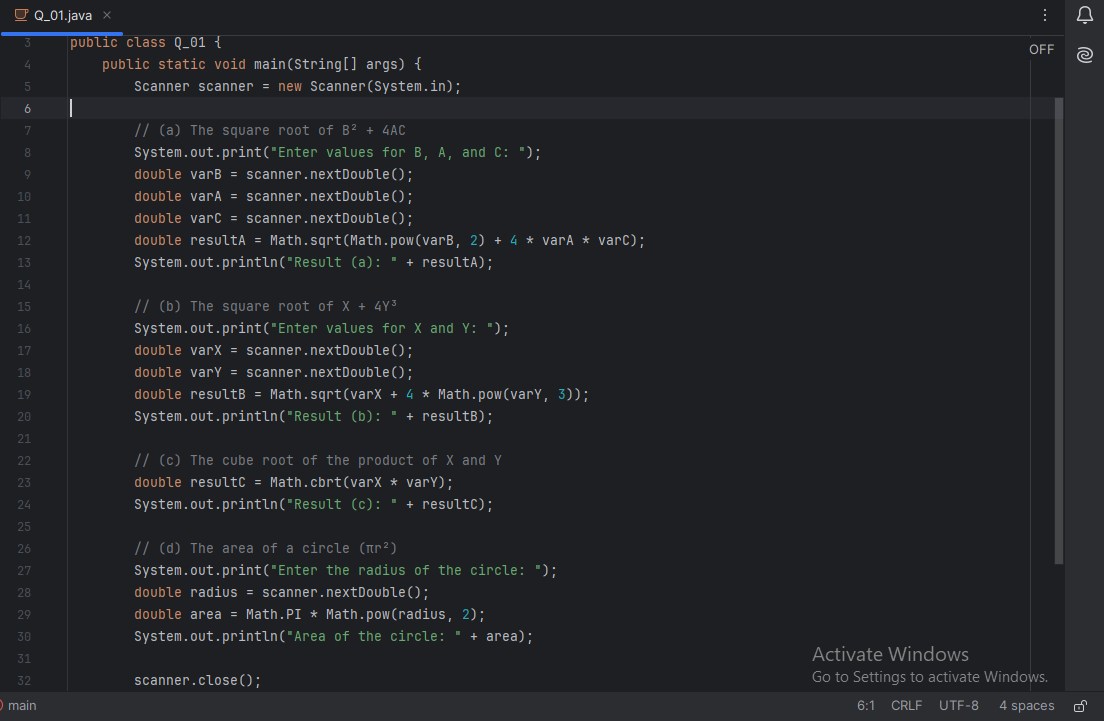 Q_01.java ×
OFF
3 public class Q_01 {
4 public static void main(String[] args) {
5 Scanner scanner = new Scanner(System.in);
6
7 // (a) The square root of B² + 4AC
8 System.out.print("Enter values for B, A, and C: ");
9 double varB = scanner.nextDouble();
10 double varA = scanner.nextDouble();
11 double varC = scanner.nextDouble();
12 double resultA = Math.sqrt(Math.pow(varB, 2) + 4 * varA * varC);
13 System.out.println("Result (a): " + resultA);
14
15 // (b) The square root of X + 4Y³
16 System.out.print("Enter values for X and Y: ");
17 double varX = scanner.nextDouble();
18 double varY = scanner.nextDouble();
19 double resultB = Math.sqrt(varX + 4 * Math.pow(varY, 3));
20 System.out.println("Result (b): " + resultB);
21
22 // (c) The cube root of the product of X and Y
23 double resultC = Math.cbrt(varX * varY);
24 System.out.println("Result (c): " + resultC);
25
26 // (d) The area of a circle (πr²)
27 System.out.print("Enter the radius of the circle: ");
28 double radius = scanner.nextDouble();
29 double area = Math.PI * Math.pow(radius, 2);
30 System.out.println("Area of the circle: " + area);
31
32 scanner.close();
Activate Windows
Go to Settings to activate Windows.
main 6:1 CRLF UTF-8 4 spaces